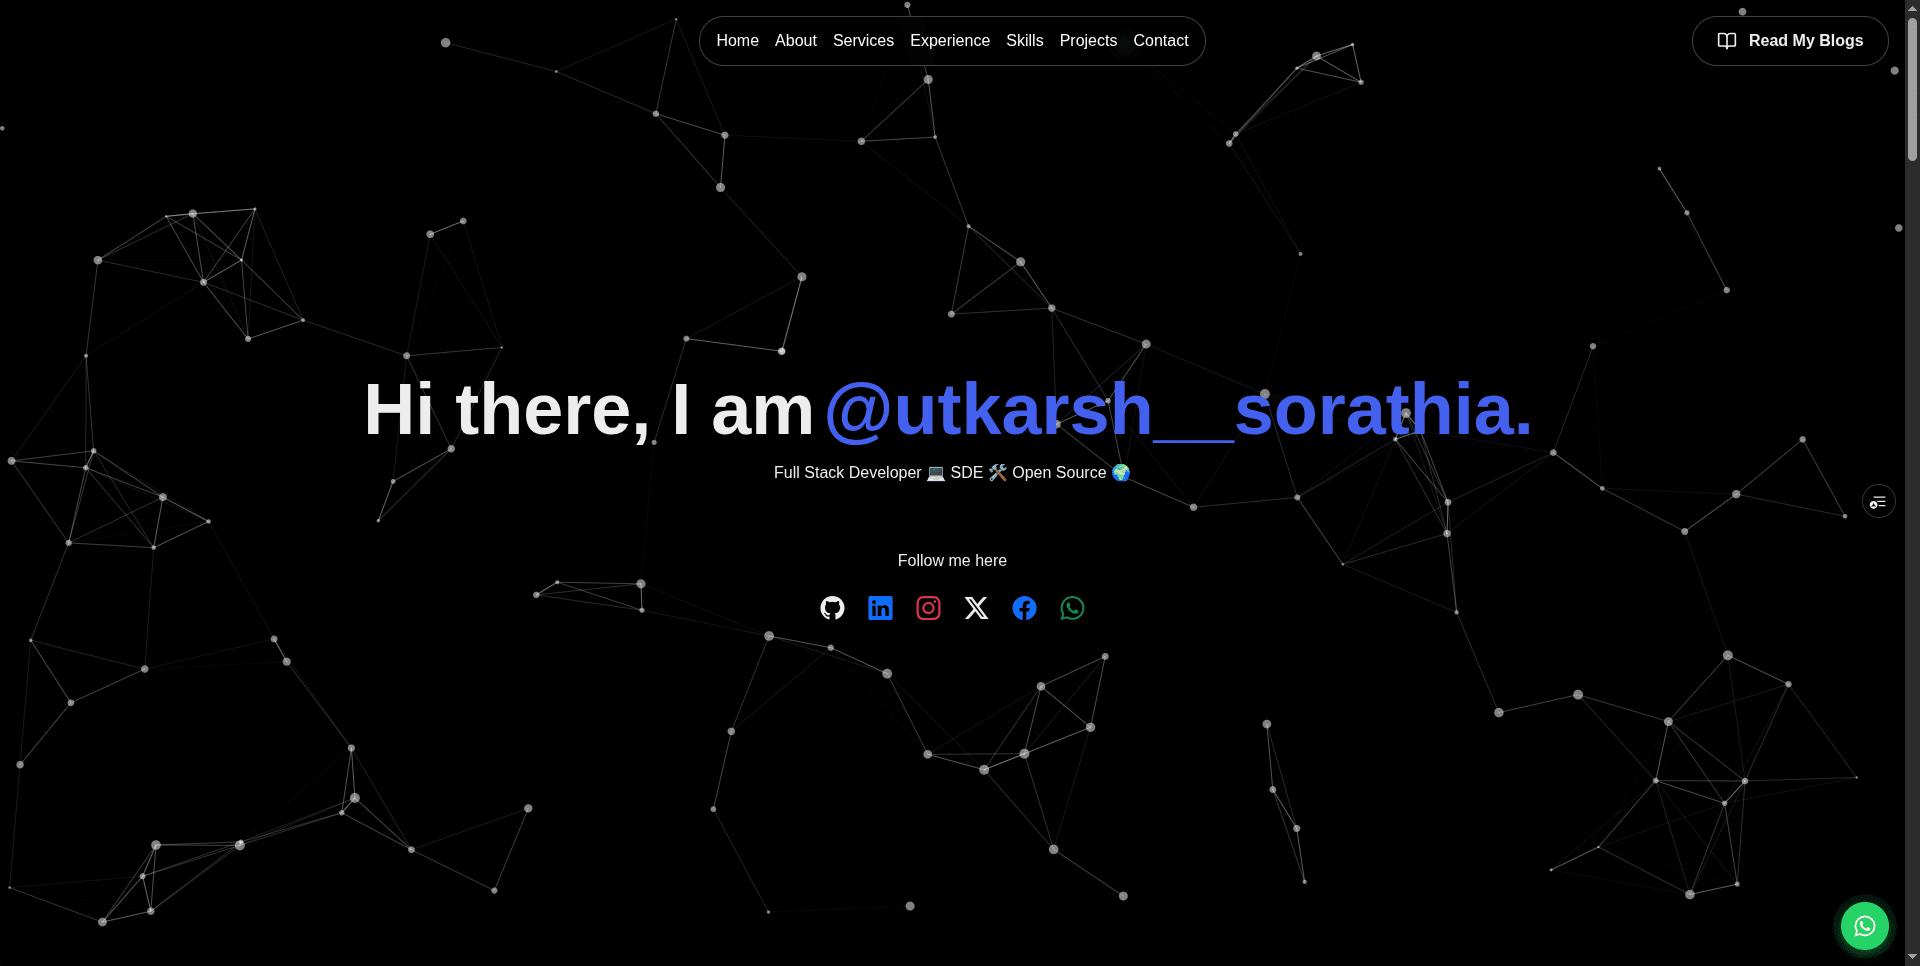 Home About Services Experience Skills Projects Contact
Read My Blogs
Hi there, I am @utkarsh__sorathia.
Full Stack Developer 💻 SDE 🛠️ Open Source 🌍
Follow me here